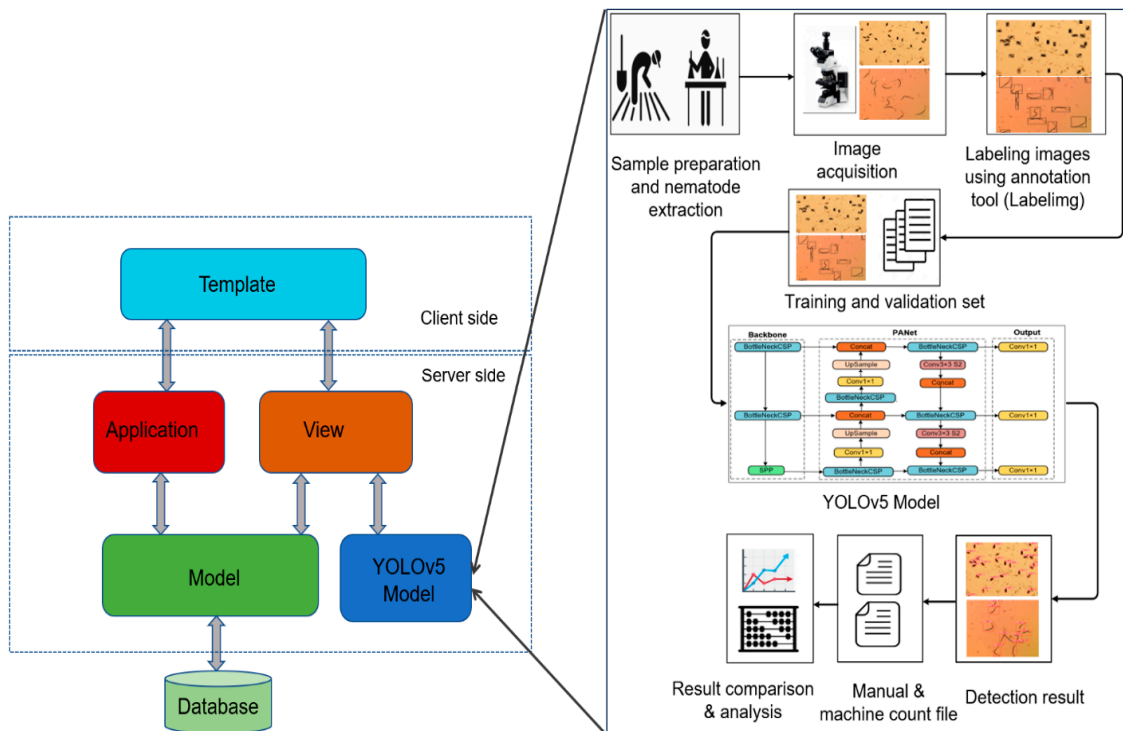 Template
Client side
Server side
Application
View
Model
YOLOv5
Model
Database
Sample preparation
and nematode
extraction
Image
acquisition
Labeling images
using annotation
tool (Labelimg)
Training and validation set
Backbone
PANet
Output
BottleNeckCSP
Concat
BottleNeckCSP
Conv1×1
UpSample
Conv3×3 S2
Conv1×1
Concat
BottleNeckCSP
BottleNeckCSP
Concat
BottleNeckCSP
Conv1×1
UpSample
Conv3×3 S2
Conv1×1
Concat
SPP
BottleNeckCSP
BottleNeckCSP
Conv1×1
YOLOv5 Model
Result comparison
& analysis
Manual &
machine count file
Detection result